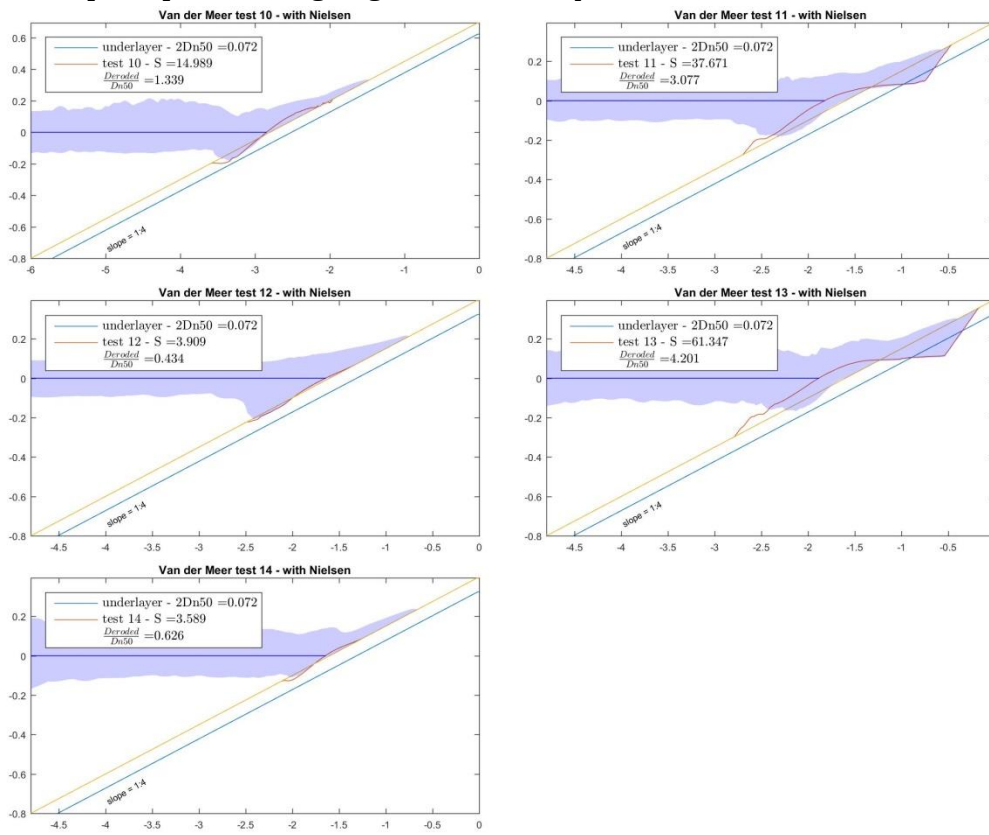 Van der Meer test 10 - with Nielsen
underlayer - 2Dn50 =0.072
test 10 - S =14.989
Deroded
Dn50 =1.339
0.6
0.4
0.2
0
-0.2
-0.4
-0.6
-0.8
slope = 1:4
-6 -5 -4 -3 -2 -1 0
Van der Meer test 11 - with Nielsen
underlayer - 2Dn50 =0.072
test 11 - S =37.671
Deroded
Dn50 =3.077
0.2
0
-0.2
-0.4
-0.6
-0.8
slope = 1:4
-4.5 -4 -3.5 -3 -2.5 -2 -1.5 -1 -0.5
Van der Meer test 12 - with Nielsen
underlayer - 2Dn50 =0.072
test 12 - S =3.909
Deroded
Dn50 =0.434
0.2
0
-0.2
-0.4
-0.6
-0.8
slope = 1:4
-4.5 -4 -3.5 -3 -2.5 -2 -1.5 -1 -0.5 0
Van der Meer test 13 - with Nielsen
underlayer - 2Dn50 =0.072
test 13 - S =61.347
Deroded
Dn50 =4.201
0.2
0
-0.2
-0.4
-0.6
-0.8
slope = 1:4
-4.5 -4 -3.5 -3 -2.5 -2 -1.5 -1 -0.5
Van der Meer test 14 - with Nielsen
underlayer - 2Dn50 =0.072
test 14 - S =3.589
Deroded
Dn50 =0.626
0.2
0
-0.2
-0.4
-0.6
-0.8
slope = 1:4
-4.5 -4 -3.5 -3 -2.5 -2 -1.5 -1 -0.5 0